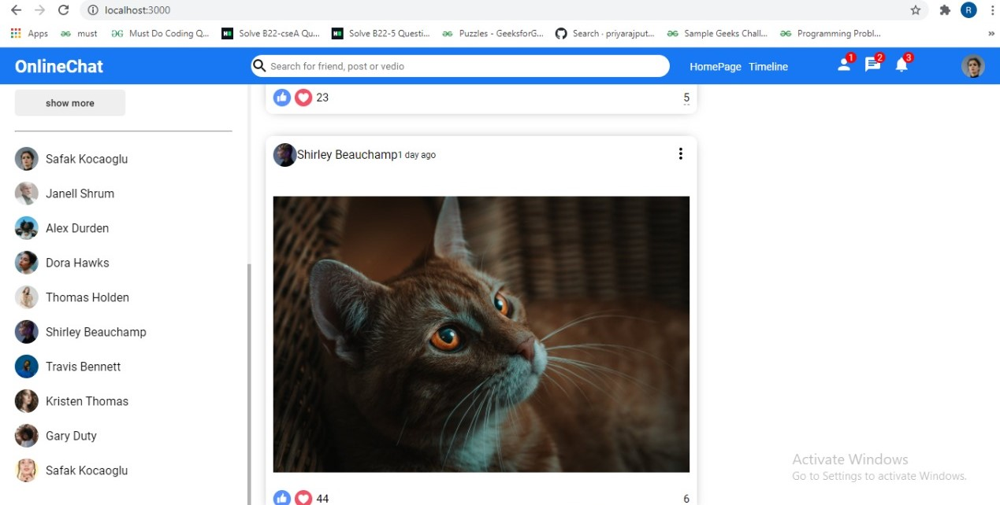 localhost:3000
R
Apps must Must Do Coding Q... Solve B22-cseA Qu... Solve B22-5 Questi... Puzzles - GeeksforG... Search · priyarajput... Sample Geeks Chall... Programming Probl... »
OnlineChat Search for friend, post or vedio HomePage Timeline 1 2 3
show more
23 5
Safak Kocaoglu
Janell Shrum
Alex Durden
Dora Hawks
Thomas Holden
Shirley Beauchamp
Travis Bennett
Kristen Thomas
Gary Duty
Safak Kocaoglu
Shirley Beauchamp 1 day ago
44 6
Activate Windows
Go to Settings to activate Windows.